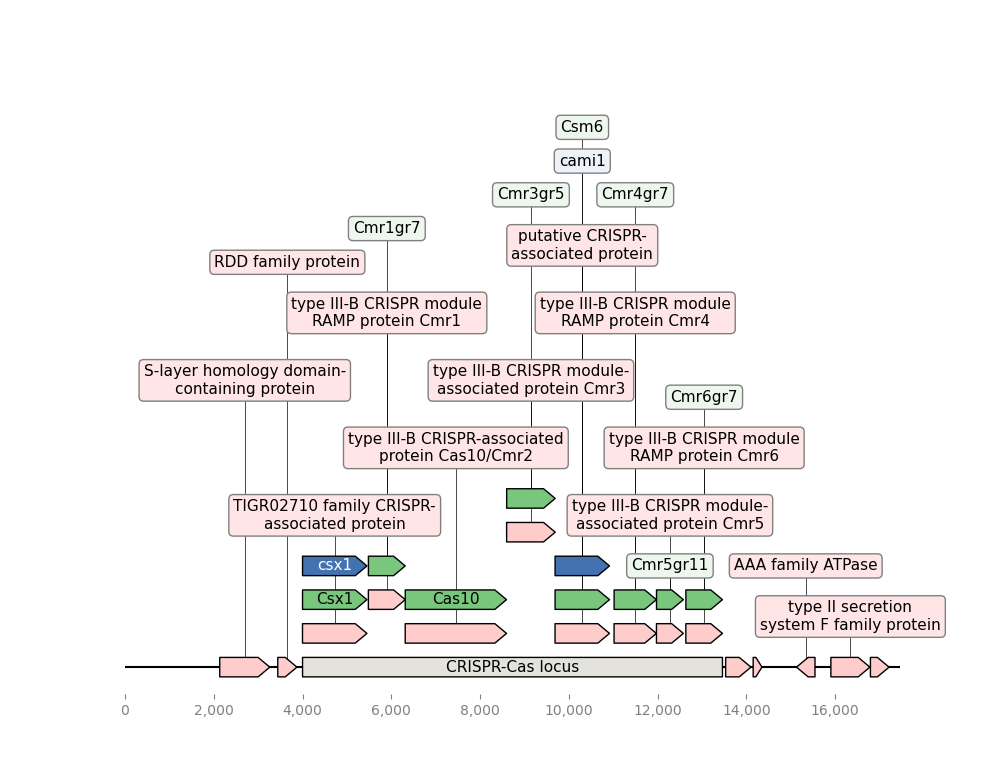 Csm6
cami1
Cmr3gr5
Cmr4gr7
Cmr1gr7
putative CRISPR-
associated protein
RDD family protein
type III-B CRISPR module
RAMP protein Cmr1
type III-B CRISPR module
RAMP protein Cmr4
S-layer homology domain-
containing protein
type III-B CRISPR module-
associated protein Cmr3
Cmr6gr7
type III-B CRISPR-associated
protein Cas10/Cmr2
type III-B CRISPR module
RAMP protein Cmr6
TIGR02710 family CRISPR-
associated protein
type III-B CRISPR module-
associated protein Cmr5
csx1
Cmr5gr11
AAA family ATPase
Csx1
Cas10
type II secretion
system F family protein
CRISPR-Cas locus
0
2,000
4,000
6,000
8,000
10,000
12,000
14,000
16,000